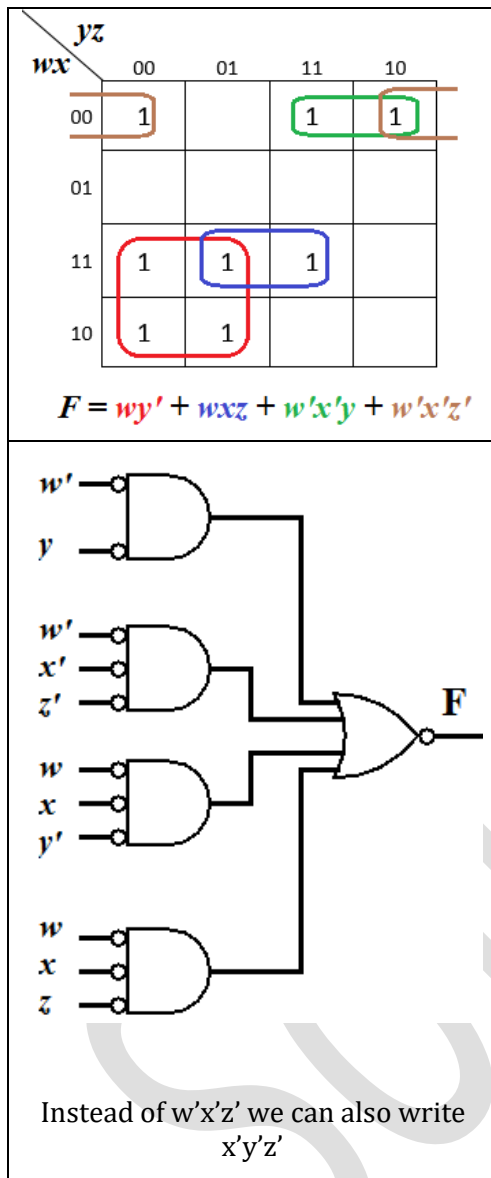 yz
wx
00 01 11 10
00 1 1 1
01
11 1 1 1
10 1 1
F = wy' + wxz + w'x'y + w'x'z'
w'
y
w'
x'
z'
F
w
x
y'
w
x
z
Instead of w'x'z' we can also write
x'y'z'